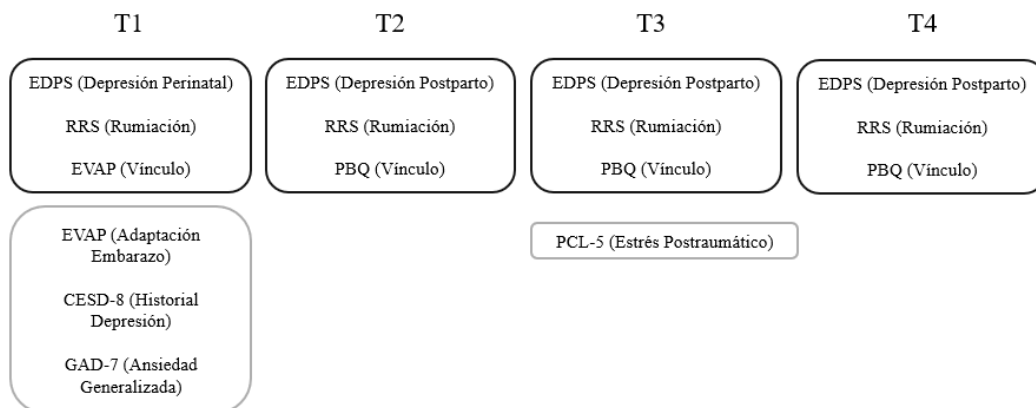 T1
T2
T3
T4
EDPS (Depresión Perinatal)
RRS (Rumiación)
EVAP (Vínculo)
EDPS (Depresión Postparto)
RRS (Rumiación)
PBQ (Vínculo)
EDPS (Depresión Postparto)
RRS (Rumiación)
PBQ (Vínculo)
EDPS (Depresión Postparto)
RRS (Rumiación)
PBQ (Vínculo)
EVAP (Adaptación
Embarazo)
CESD-8 (Historial
Depresión)
GAD-7 (Ansiedad
Generalizada)
PCL-5 (Estrés Postraumático)